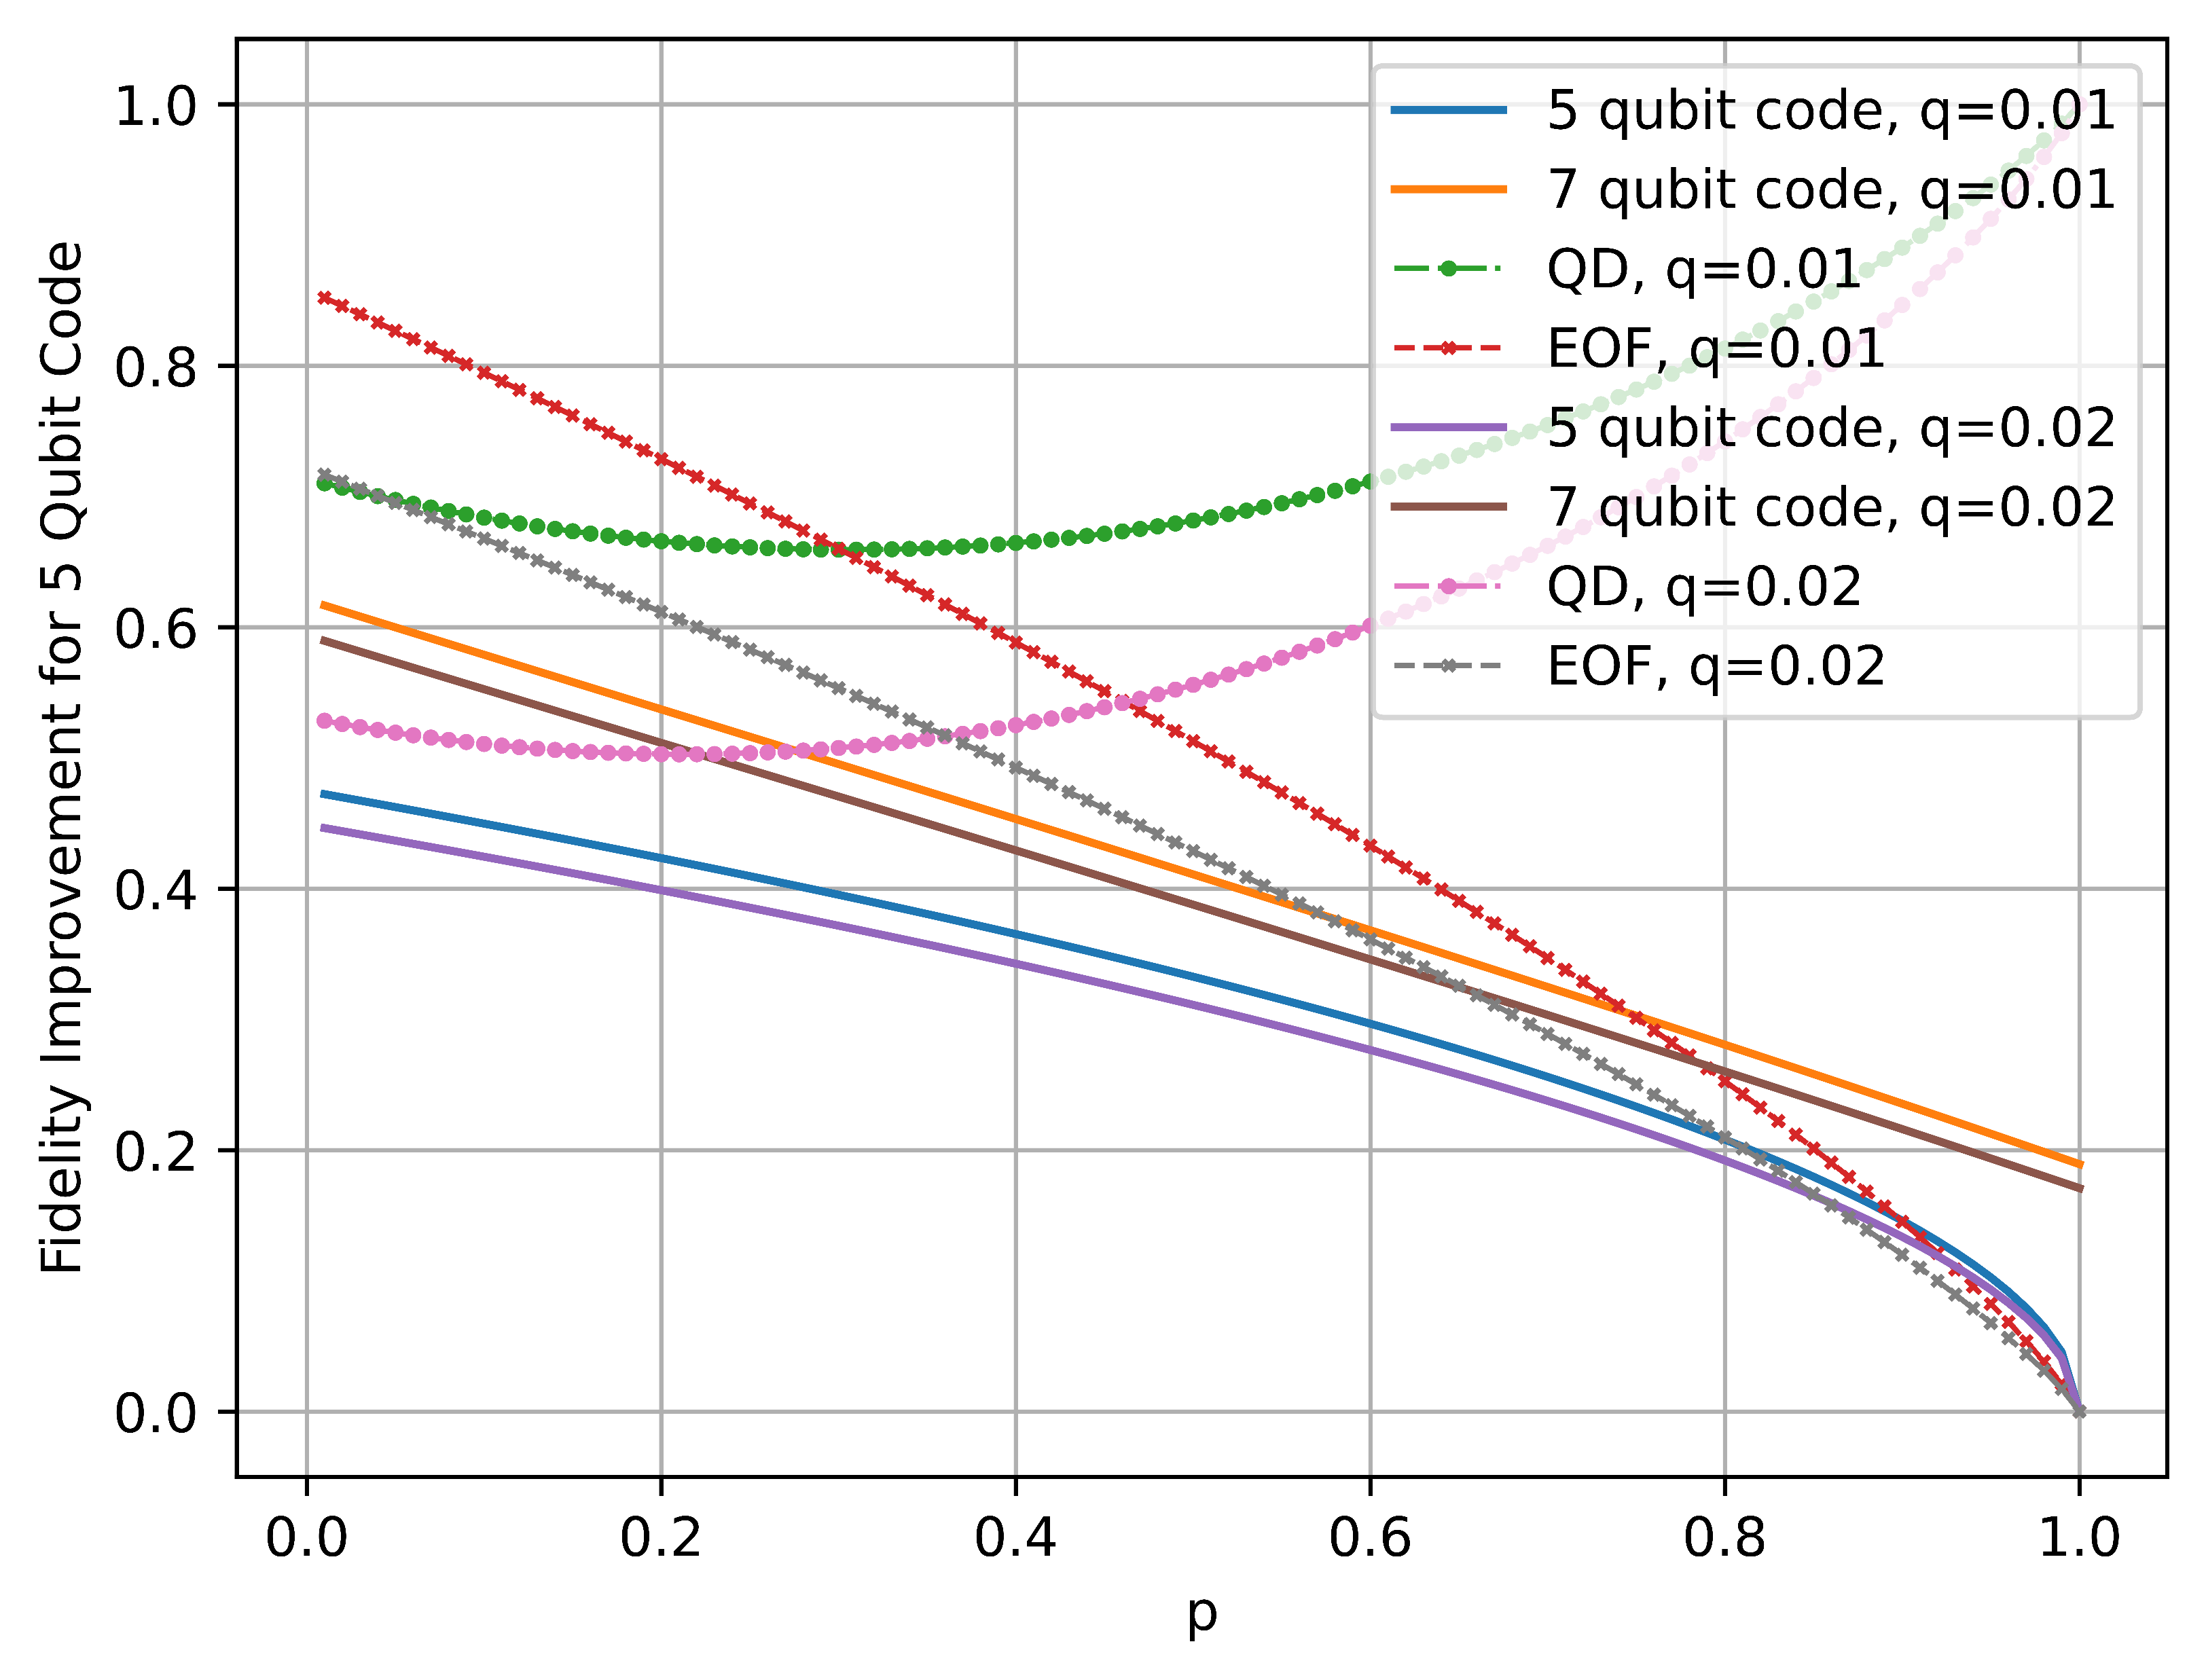 Fidelity Improvement for 5 Qubit Code
1.0
0.8
0.6
0.4
0.2
0.0
5 qubit code, q=0.01
7 qubit code, q=0.01
QD, q=0.01
EOF, q=0.01
5 qubit code, q=0.02
7 qubit code, q=0.02
QD, q=0.02
EOF, q=0.02
0.0 0.2 0.4 0.6 0.8 1.0
p